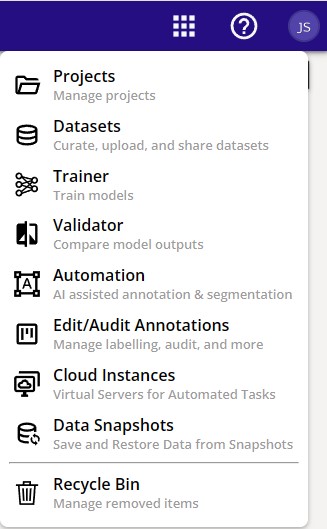 JS
Projects
Manage projects
Datasets
Curate, upload, and share datasets
Trainer
Train models
Validator
Compare model outputs
A
Automation
AI assisted annotation & segmentation
Edit/Audit Annotations
Manage labelling, audit, and more
Cloud Instances
Virtual Servers for Automated Tasks
Data Snapshots
Save and Restore Data from Snapshots
Recycle Bin
Manage removed items